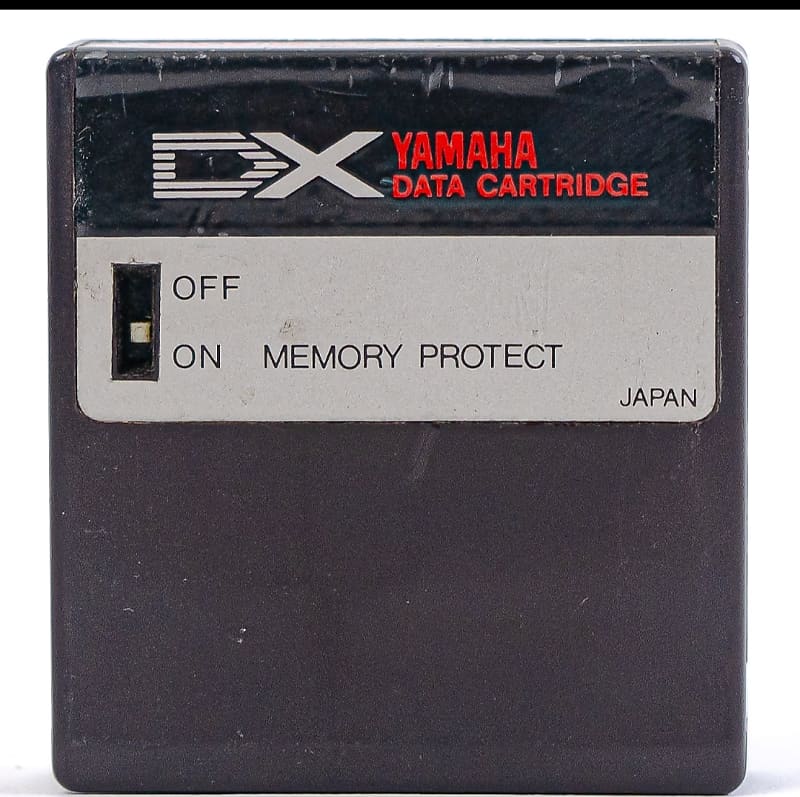 DX YAMAHA
DATA CARTRIDGE
OFF
ON MEMORY PROTECT
JAPAN